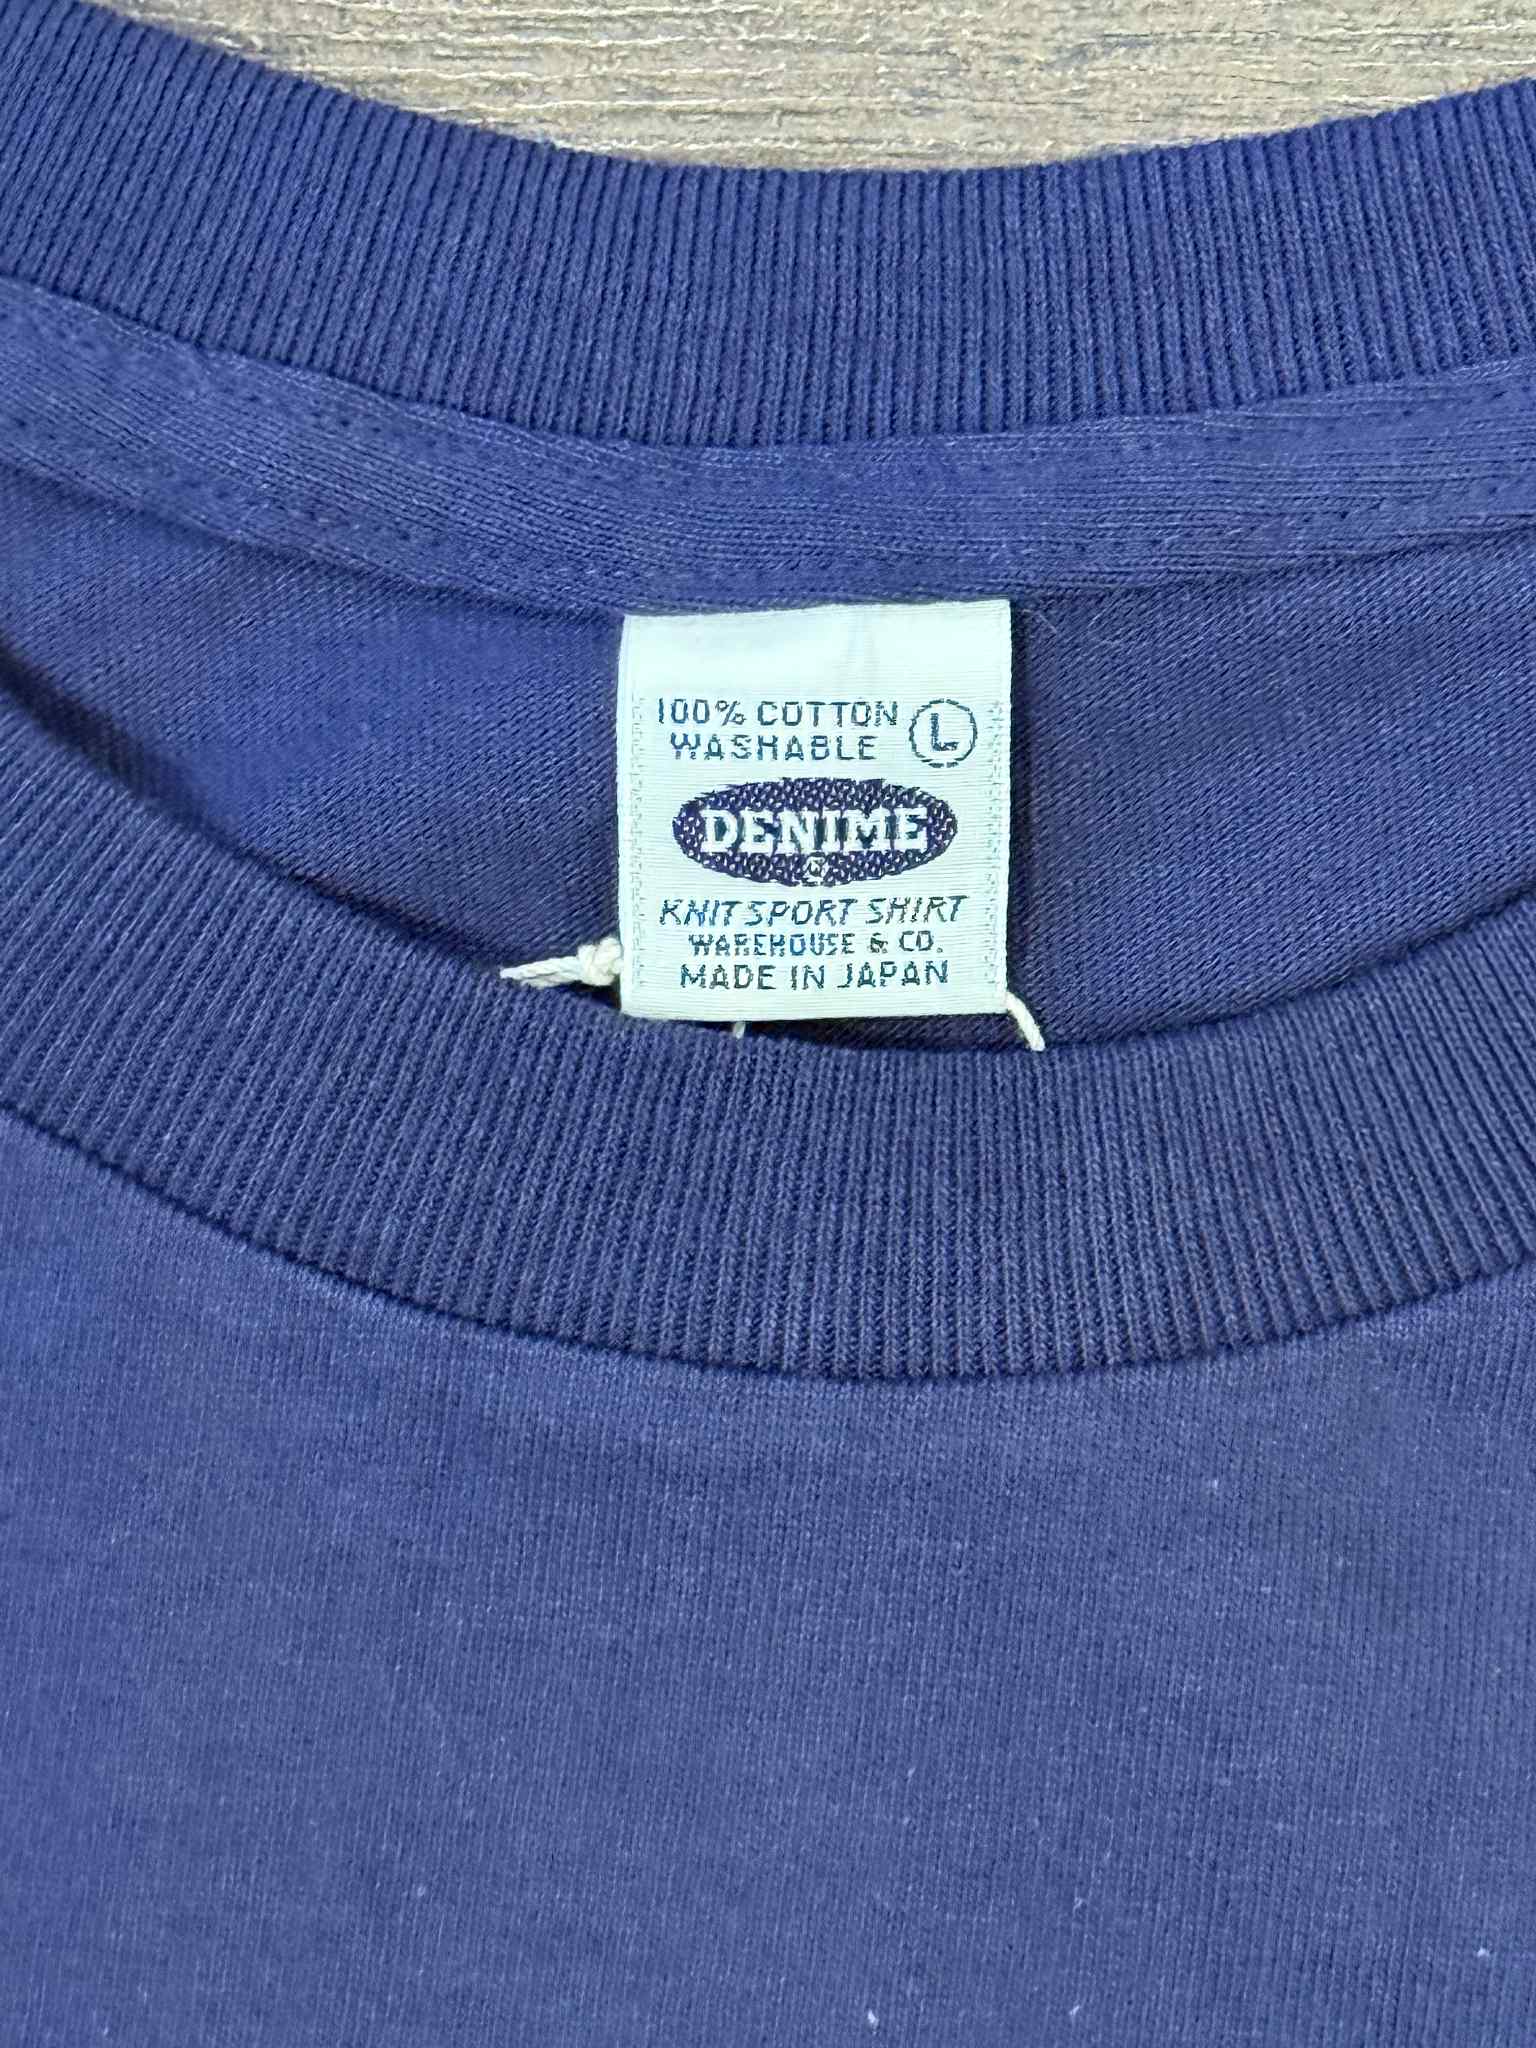 100% COTTON L
WASHABLE
DENIME
KNIT SPORT SHIRT
WAREHOUSE & CO.
MADE IN JAPAN